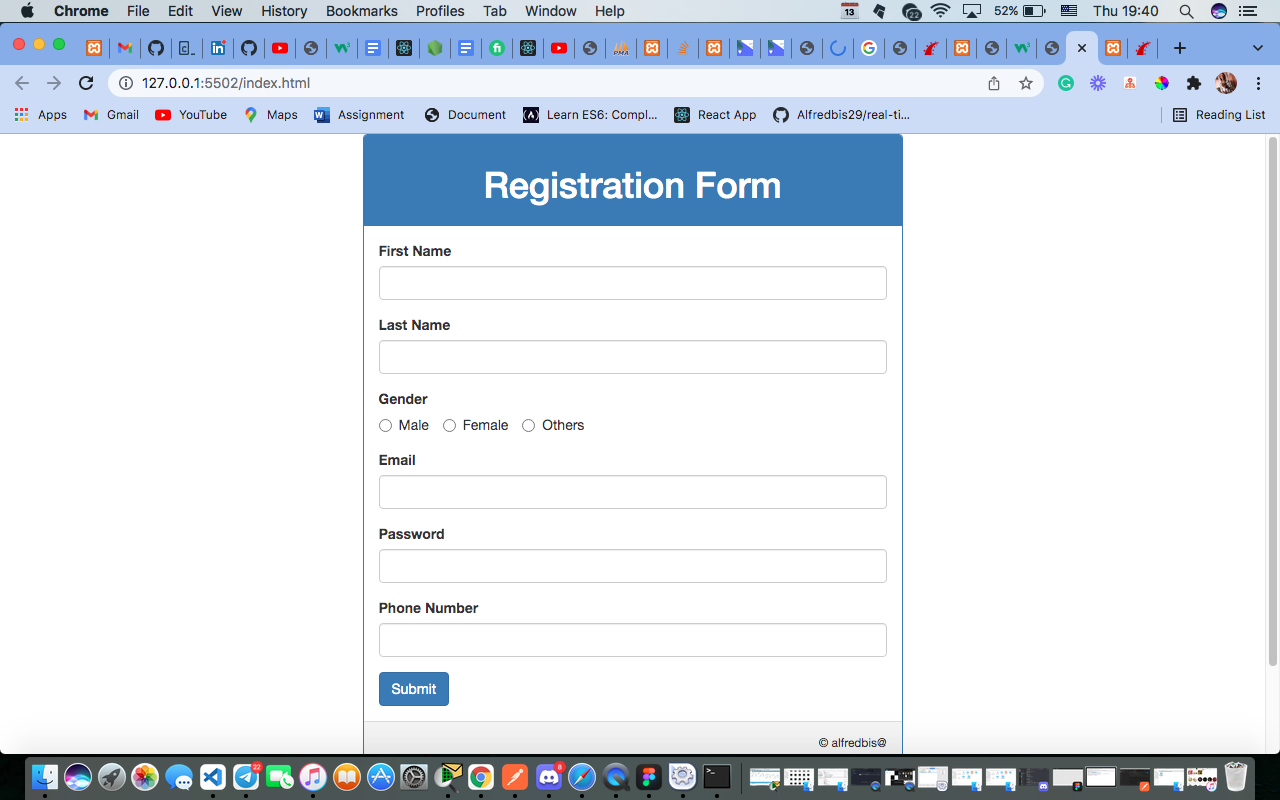 Chrome File Edit View History Bookmarks Profiles Tab Window Help 13 22 52% Thu 19:40
127.0.0.1:5502/index.html
Apps Gmail YouTube Maps Assignment Document Learn ES6: Compl... React App Alfredbis29/real-ti... Reading List
Registration Form
First Name
Last Name
Gender
Male Female Others
Email
Password
Phone Number
Submit
© alfredbis@
22 8